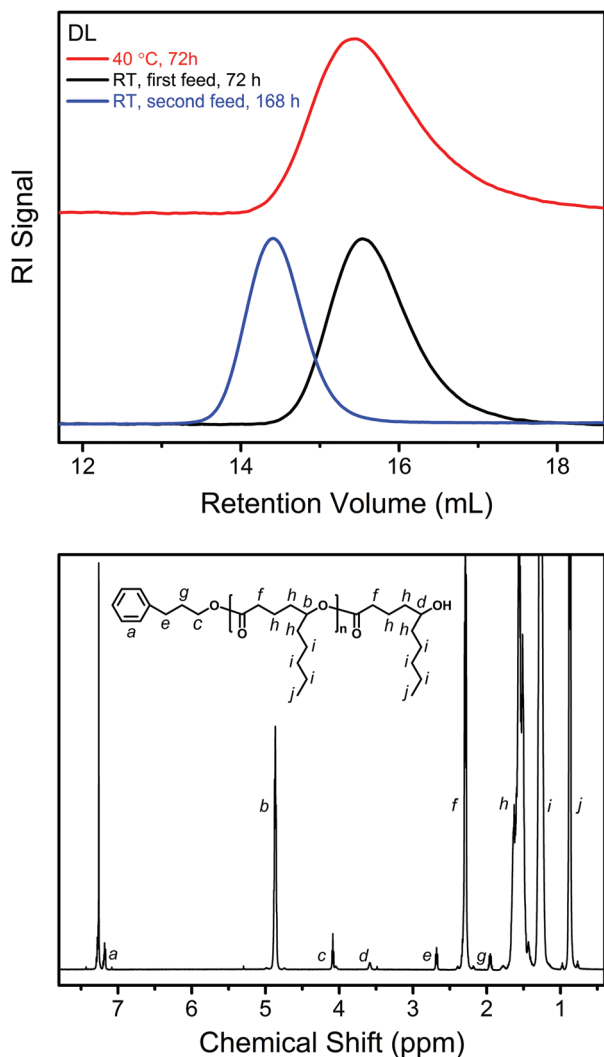 DL
40 °C, 72h
RT, first feed, 72 h
RT, second feed, 168 h
RI Signal
12 14 16 18
Retention Volume (mL)
g f h b f h d
O O O OH
a e c O h n O h
h i h i
i i
j i j i
b f h i j
a c d e g
7 6 5 4 3 2 1
Chemical Shift (ppm)